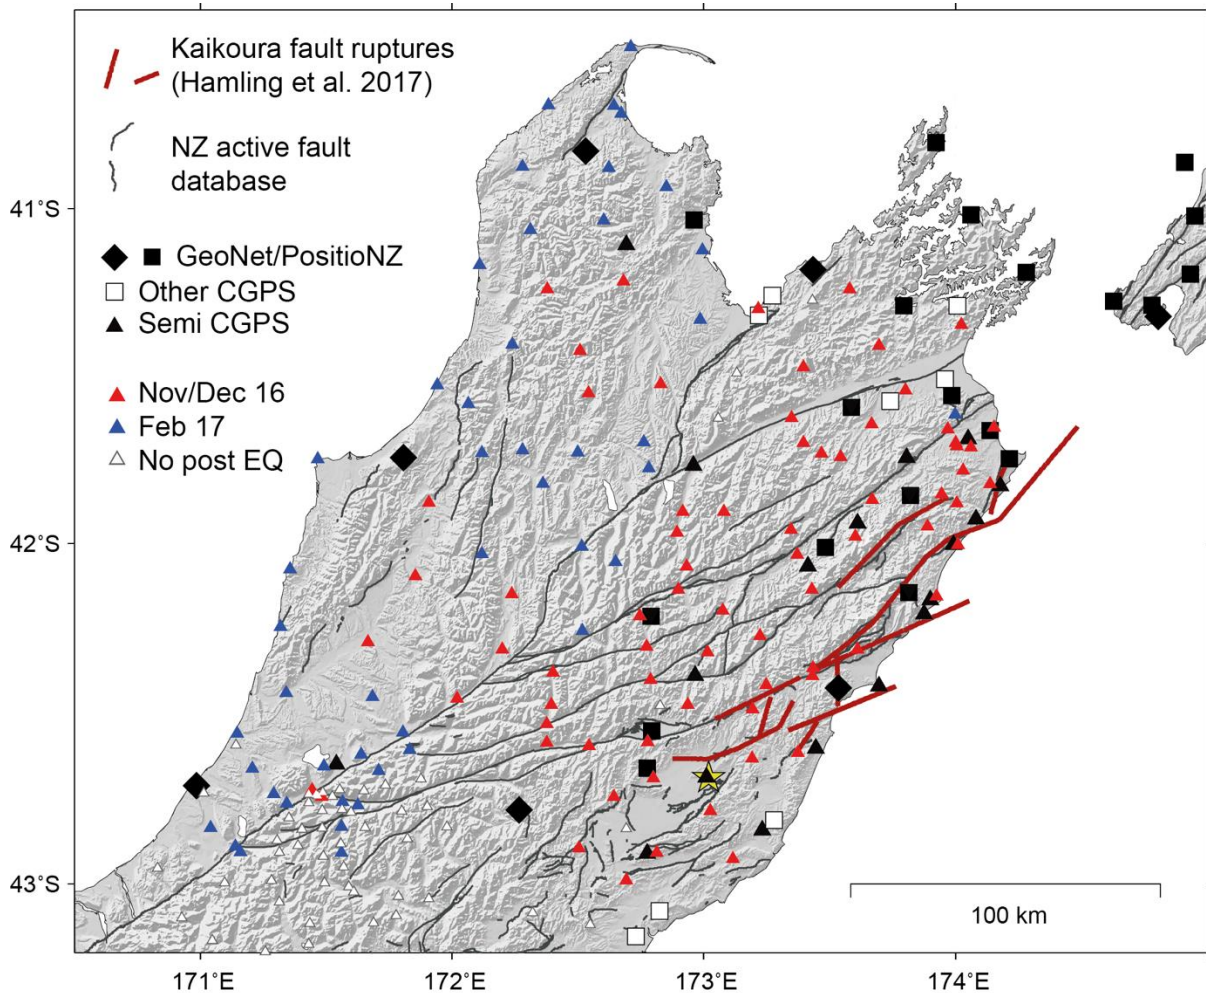 Kaikoura fault ruptures
(Hamling et al. 2017)
NZ active fault
database
41°S
GeoNet/PositioNZ
Other CGPS
Semi CGPS
Nov/Dec 16
Feb 17
No post EQ
42°S
43°S
100 km
171°E
172°E
173°E
174°E